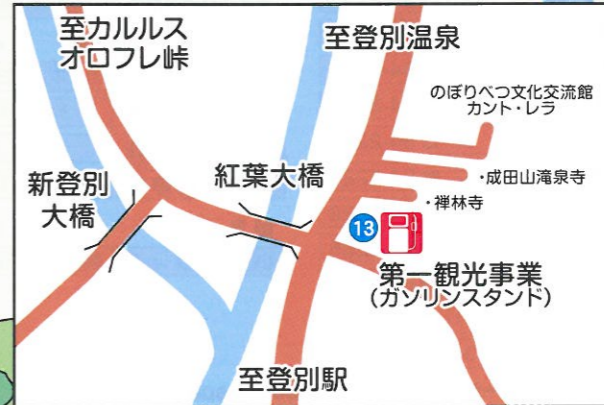 至カルルス
オロフレ峠
至登別温泉
のぼりべつ文化交流館
カント・レラ
・成田山滝泉寺
・禅林寺
新登別
大橋
紅葉大橋
13
第一観光事業
(ガソリンスタンド)
至登別駅